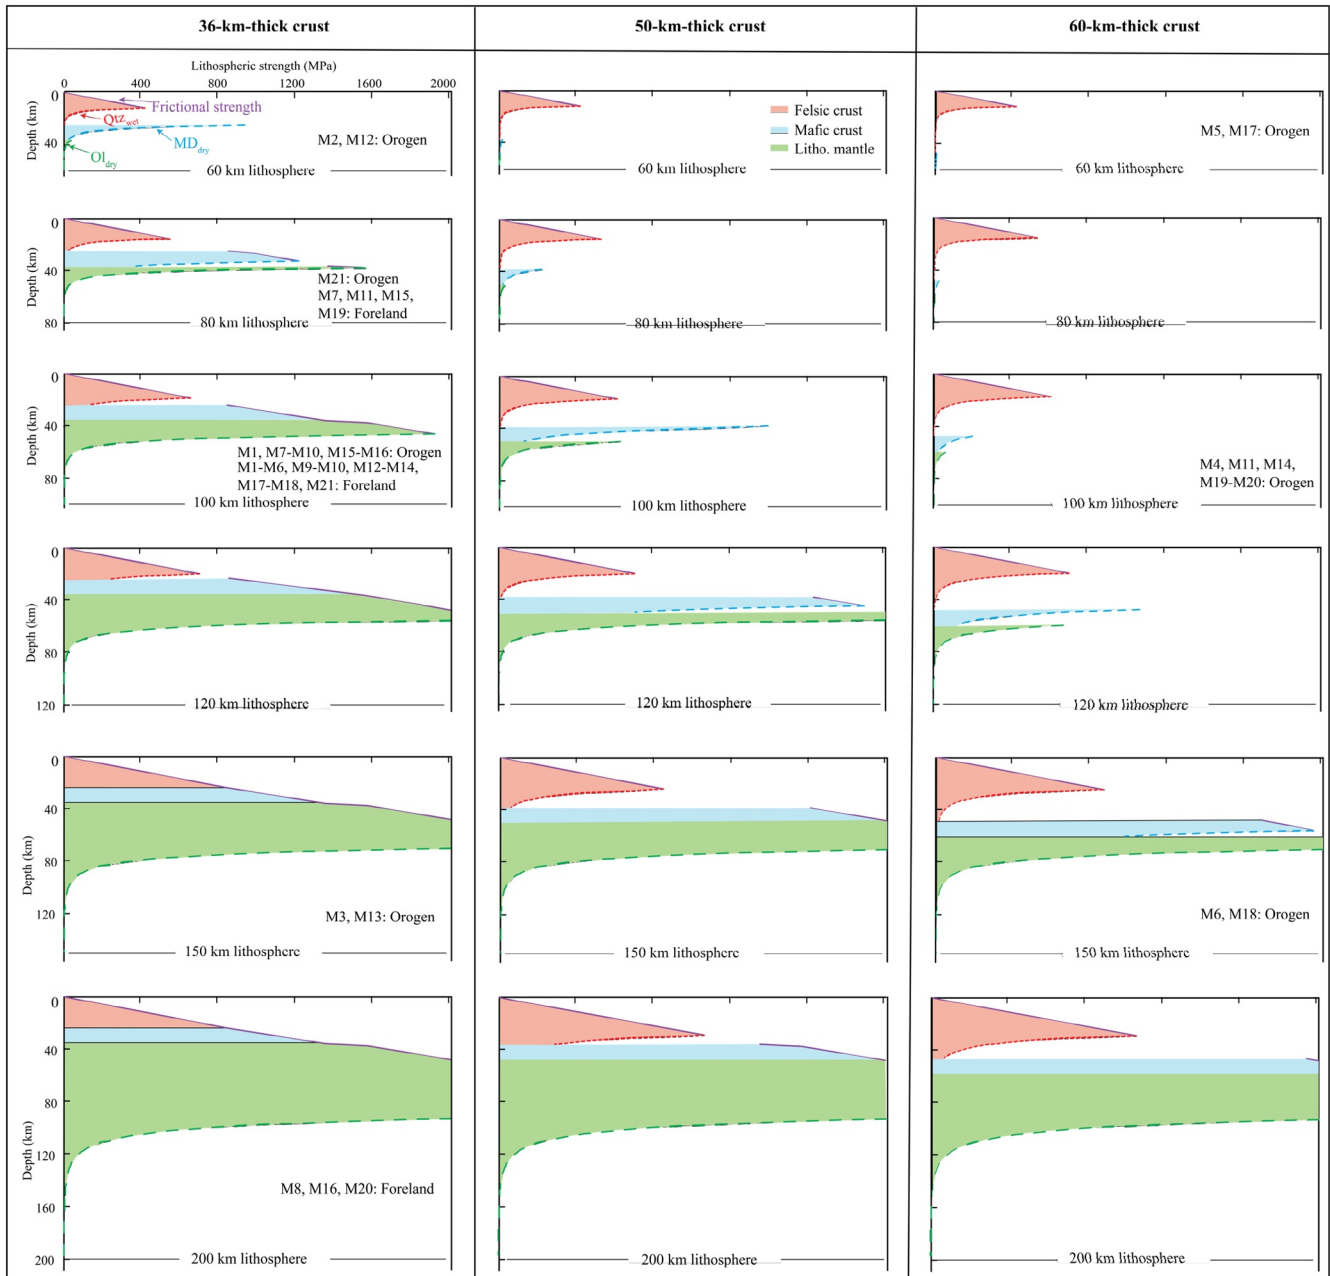 36-km-thick crust
50-km-thick crust
60-km-thick crust
Lithospheric strength (MPa)
0 400 800 1200 1600 2000
Depth (km)
0
40
Frictional strength
Qtzwet
MDdry
Oldry
M2, M12: Orogen
60 km lithosphere
Felsic crust
Mafic crust
Litho. mantle
60 km lithosphere
M5, M17: Orogen
60 km lithosphere
Depth (km)
0
40
80
M21: Orogen
M7, M11, M15,
M19: Foreland
80 km lithosphere
80 km lithosphere
80 km lithosphere
Depth (km)
0
40
80
M1, M7-M10, M15-M16: Orogen
M1-M6, M9-M10, M12-M14,
M17-M18, M21: Foreland
100 km lithosphere
100 km lithosphere
M4, M11, M14,
M19-M20: Orogen
100 km lithosphere
Depth (km)
0
40
80
120
120 km lithosphere
120 km lithosphere
120 km lithosphere
Depth (km)
0
40
80
120
M3, M13: Orogen
150 km lithosphere
150 km lithosphere
M6, M18: Orogen
150 km lithosphere
Depth (km)
0
40
80
120
160
200
M8, M16, M20: Foreland
200 km lithosphere
200 km lithosphere
200 km lithosphere